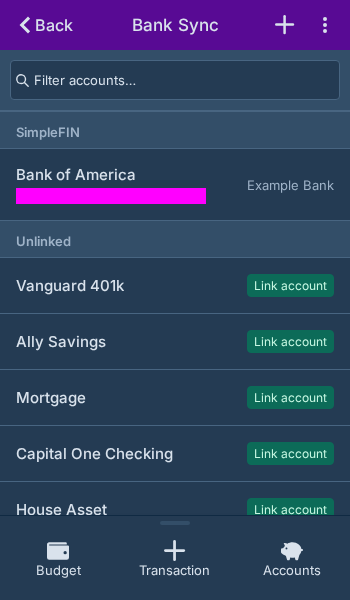 Back
Bank Sync
Filter accounts...
SimpleFIN
Bank of America
Example Bank
Unlinked
Vanguard 401k
Link account
Ally Savings
Link account
Mortgage
Link account
Capital One Checking
Link account
House Asset
Link account
Budget
Transaction
Accounts